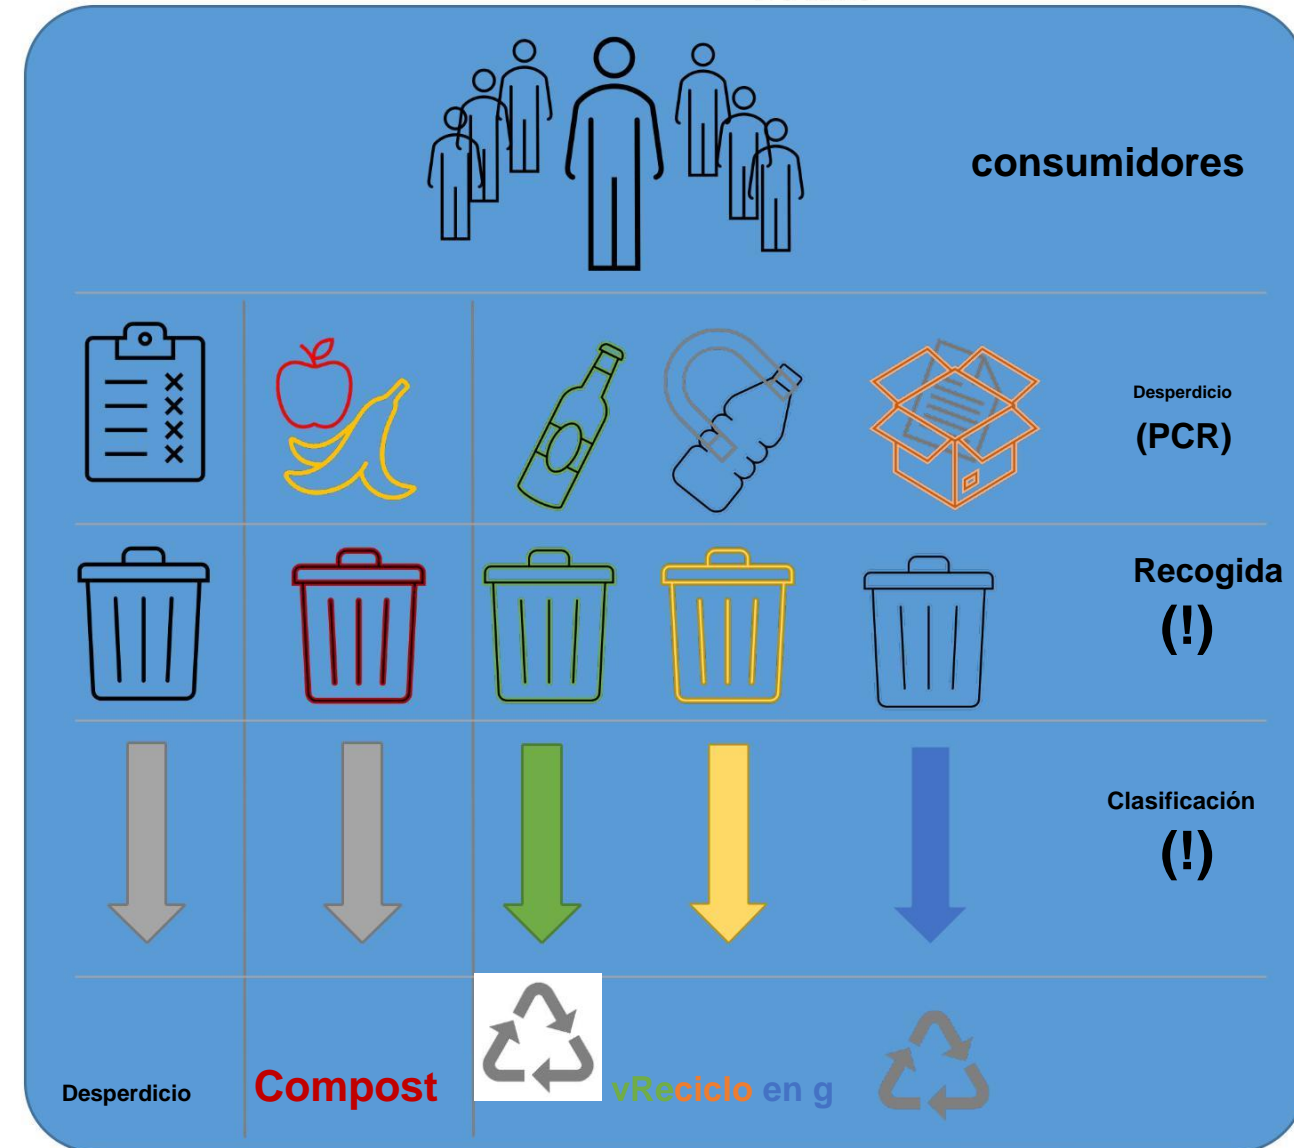 consumidores
Desperdicio
(PCR)
Recogida
(!)
Clasificación
(!)
Desperdicio
Compost
vReciclo en g